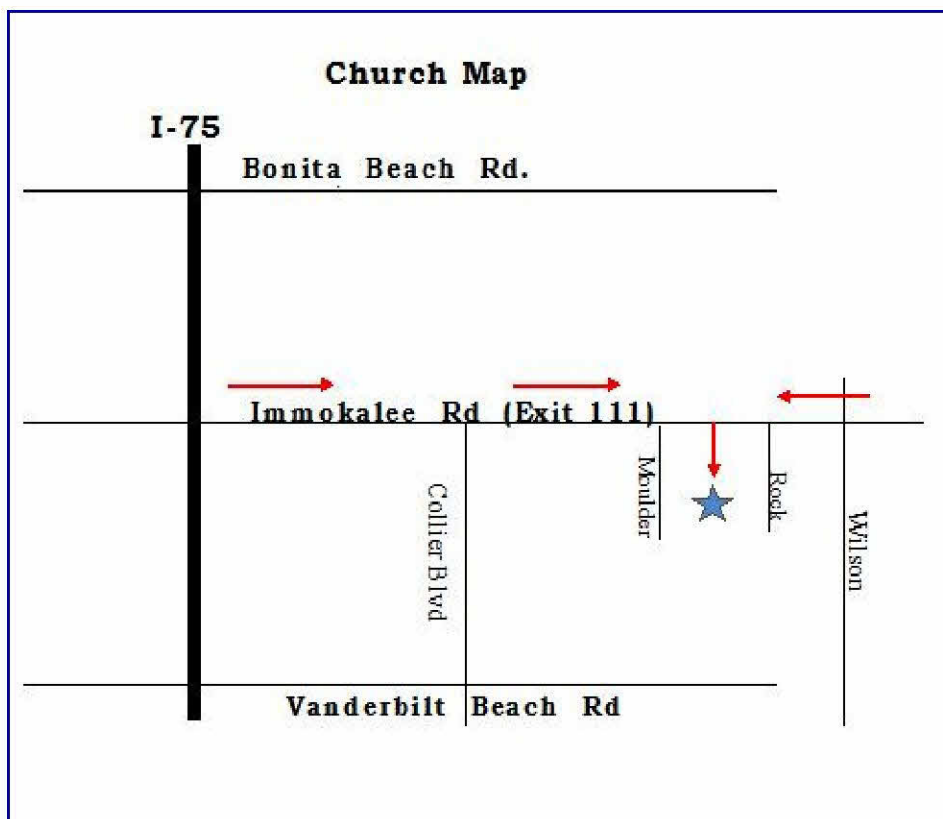 Church Map
I-75
Bonita Beach Rd.
Immokalee Rd (Exit 111)
Collier Blvd
Moulder
Rock
Wilson
Vanderbilt Beach Rd